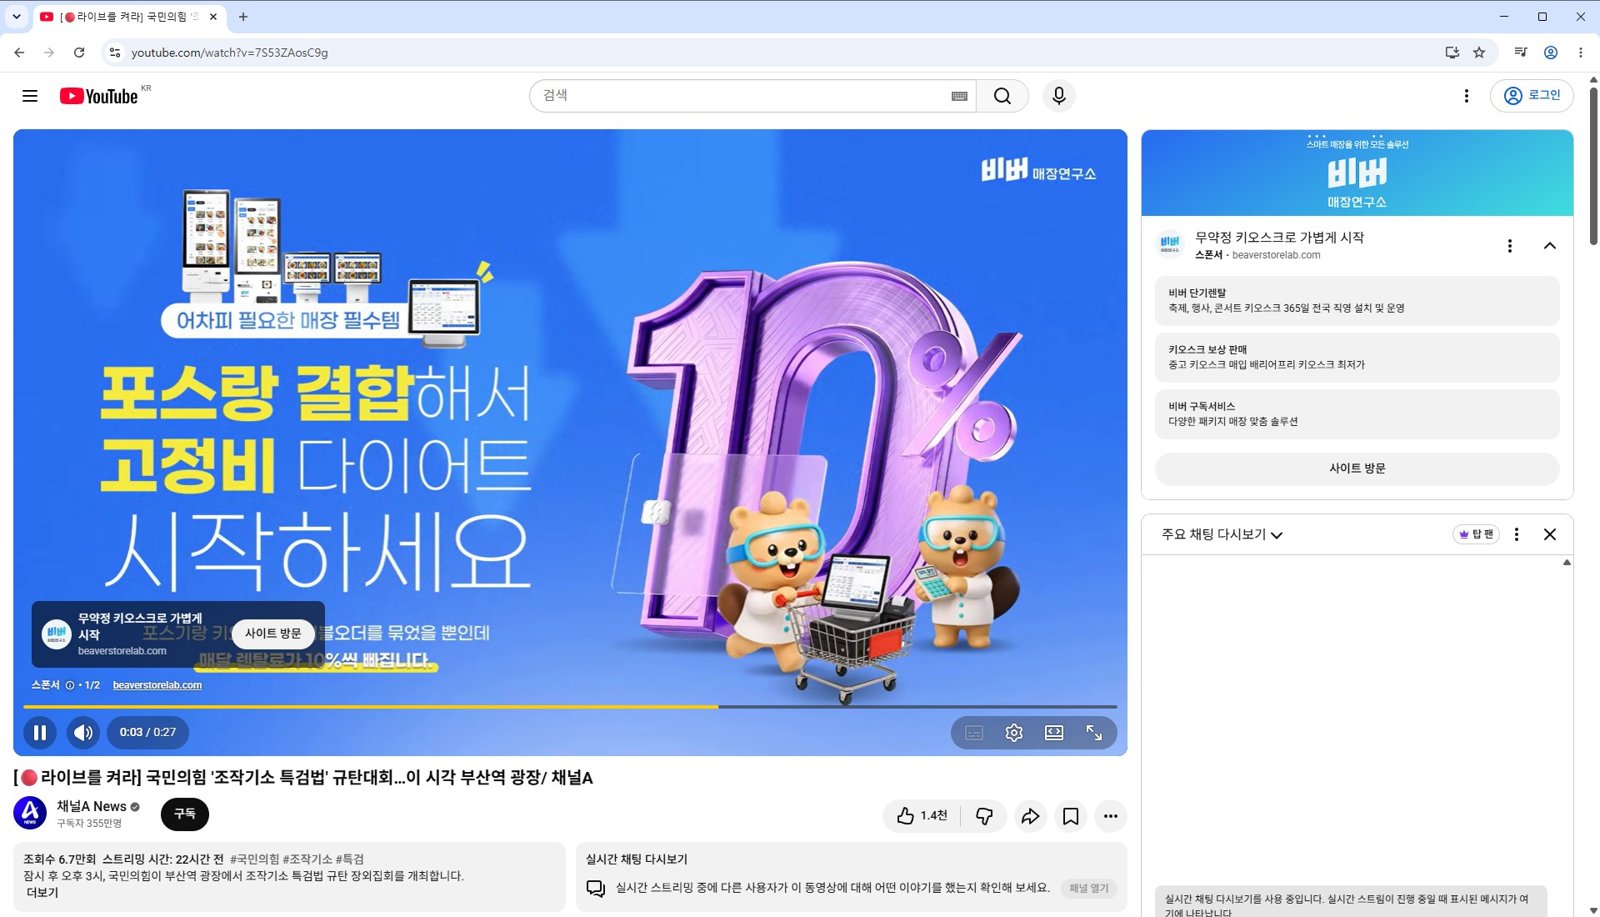 [🔴라이브를 켜라] 국민의힘 '조
youtube.com/watch?v=7S53ZAosC9g
YouTube KR
검색
로그인
비버 매장연구소
어차피 필요한 매장 필수템
포스랑 결합해서
고정비 다이어트
시작하세요
10%
무약정 키오스크로 가볍게
시작
beaverstorelab.com
사이트 방문
매달 렌탈료가 10%씩 빠집니다.
스폰서 • 1/2 beaverstorelab.com
0:03 / 0:27
스마트 매장을 위한 모든 솔루션
비버
매장연구소
무약정 키오스크로 가볍게 시작
스폰서 · beaverstorelab.com
비버 단기렌탈
축제, 행사, 콘서트 키오스크 365일 전국 직영 설치 및 운영
키오스크 보상 판매
중고 키오스크 매입 배리어프리 키오스크 최저가
비버 구독서비스
다양한 패키지 매장 맞춤 솔루션
사이트 방문
주요 채팅 다시보기
탑 팬
[🔴라이브를 켜라] 국민의힘 '조작기소 특검법' 규탄대회...이 시각 부산역 광장/ 채널A
채널A News
구독자 355만명
구독
1.4천
조회수 6.7만회 스트리밍 시간: 22시간 전 #국민의힘 #조작기소 #특검
잠시 후 오후 3시, 국민의힘이 부산역 광장에서 조작기소 특검법 규탄 장외집회를 개최합니다.
더보기
실시간 채팅 다시보기
실시간 스트리밍 중에 다른 사용자가 이 동영상에 대해 어떤 이야기를 했는지 확인해 보세요.
패널 열기
실시간 채팅 다시보기를 사용 중입니다. 실시간 스트림이 진행 중일 때 표시된 메시지가 여
기에 나타납니다